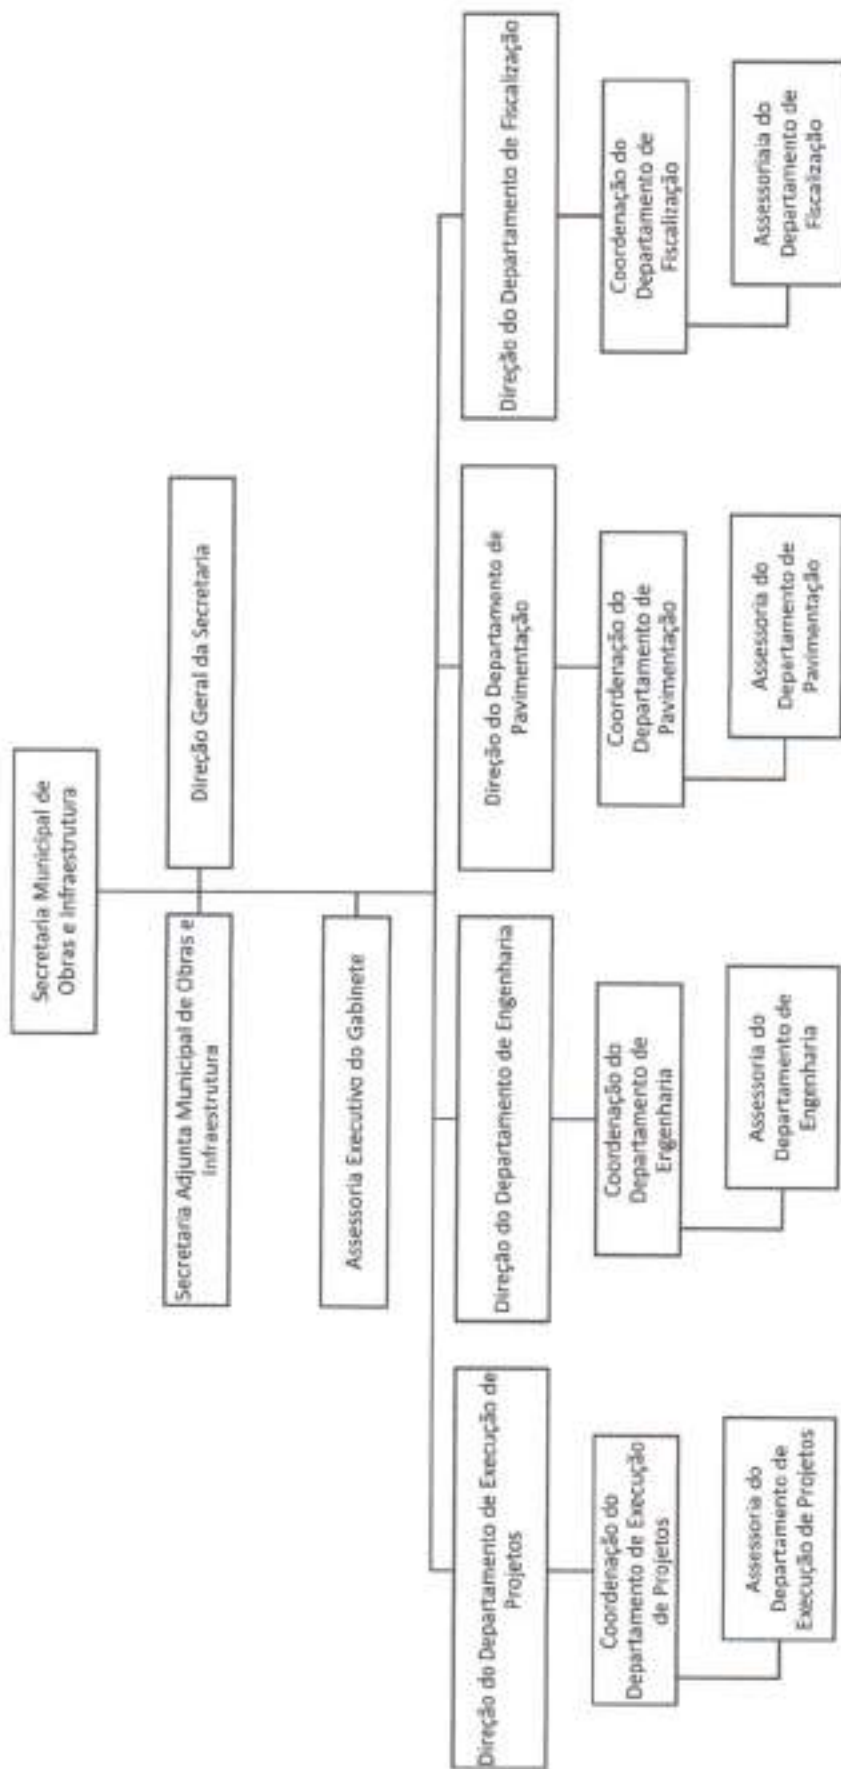 Secretaria Municipal de
Obras e Infraestrutura
Secretaria Adjunta Municipal de Obras e
Infraestrutura
Direção Geral da Secretaria
Assessoria Executivo do Gabinete
Direção do Departamento de Execução de
Projetos
Direção do Departamento de Engenharia
Direção do Departamento de
Pavimentação
Direção do Departamento de Fiscalização
Coordenação do
Departamento de Execução
de Projetos
Coordenação do
Departamento de
Engenharia
Coordenação do
Departamento de
Pavimentação
Coordenação do
Departamento de
Fiscalização
Assessoria do
Departamento de
Execução de Projetos
Assessoria do
Departamento de
Engenharia
Assessoria do
Departamento de
Pavimentação
Assessoriaia do
Departamento de
Fiscalização